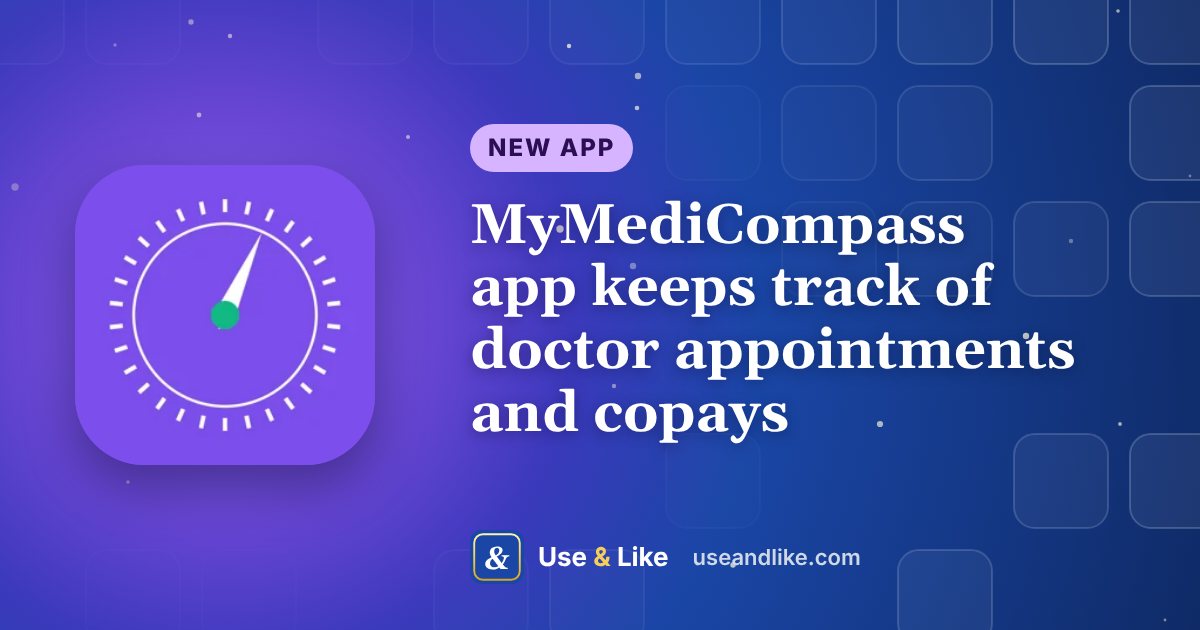 NEW APP
MyMediCompass
app keeps track of
doctor appointments
and copays
& Use & Like useandlike.com